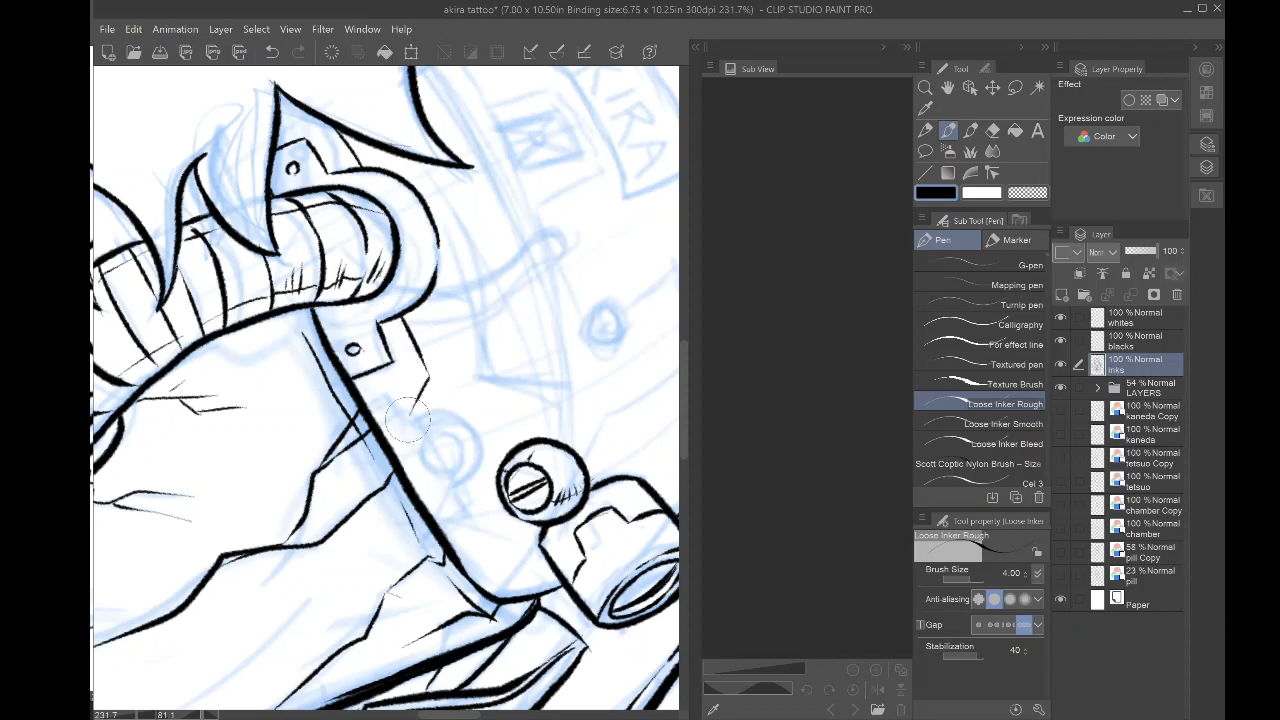 akira tattoo* (7.00 x 10.50in Binding size:6.75 x 10.25in 300dpi 231.7%) - CLIP STUDIO PAINT PRO
File Edit Animation Layer Select View Filter Window Help
Sub View
Tool
Layer Property
Effect
Expression color
Color
Sub Tool [Pen]
Pen
Marker
G-pen
Mapping pen
Turnip pen
Calligraphy
For effect line
Textured pen
Texture Brush
Loose Inker Rough
Loose Inker Smooth
Loose Inker Bleed
Scott Coptic Nylon Brush – Size
Cel 3
Tool property [Loose Inker
Loose Inker Rough
Brush Size 4.00
Anti-aliasing
Gap
Stabilization 40
Layer
Nor 100
100 % Normal
whites
100 % Normal
blacks
100 % Normal
inks
54 % Normal
LAYERS
100 % Normal
kaneda Copy
100 % Normal
kaneda
100 % Normal
tetsuo Copy
100 % Normal
tetsuo
100 % Normal
chamber Copy
100 % Normal
chamber
58 % Normal
pill Copy
23 % Normal
pill
Paper
231.7 81.1